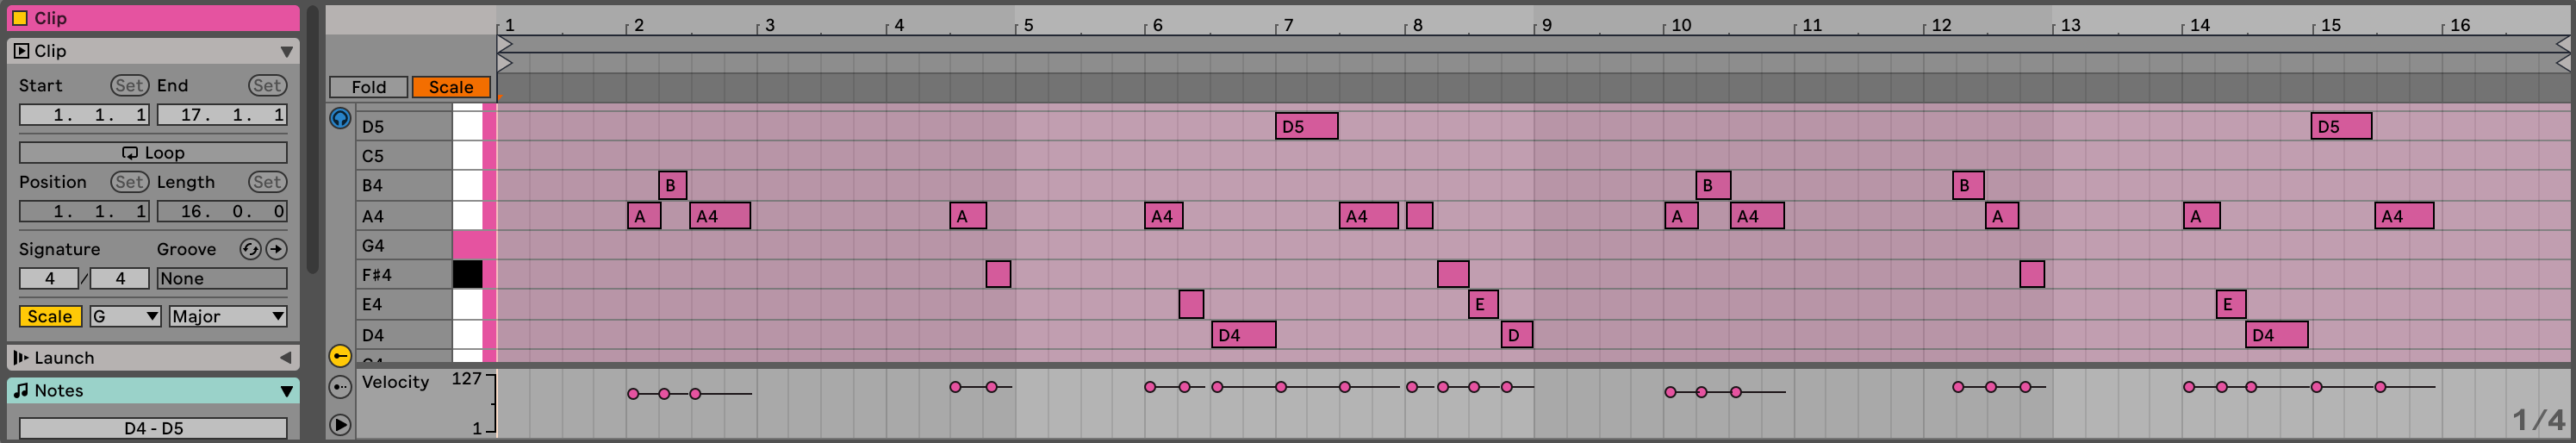 Clip
Clip
Start Set End Set
1. 1. 1 17. 1. 1
Loop
Position Set Length Set
1. 1. 1 16. 0. 0
Signature Groove
4 / 4 None
Scale G Major
Launch
Notes
D4 - D5
1 2 3 4 5 6 7 8 9 10 11 12 13 14 15 16
Fold Scale
D5 D5 D5
C5
B4 B B B
A4 A A4 A A4 A4 A A4 A A A4
G4
F#4
E4 E E
D4 D4 D D4
Velocity 127
1
1/4